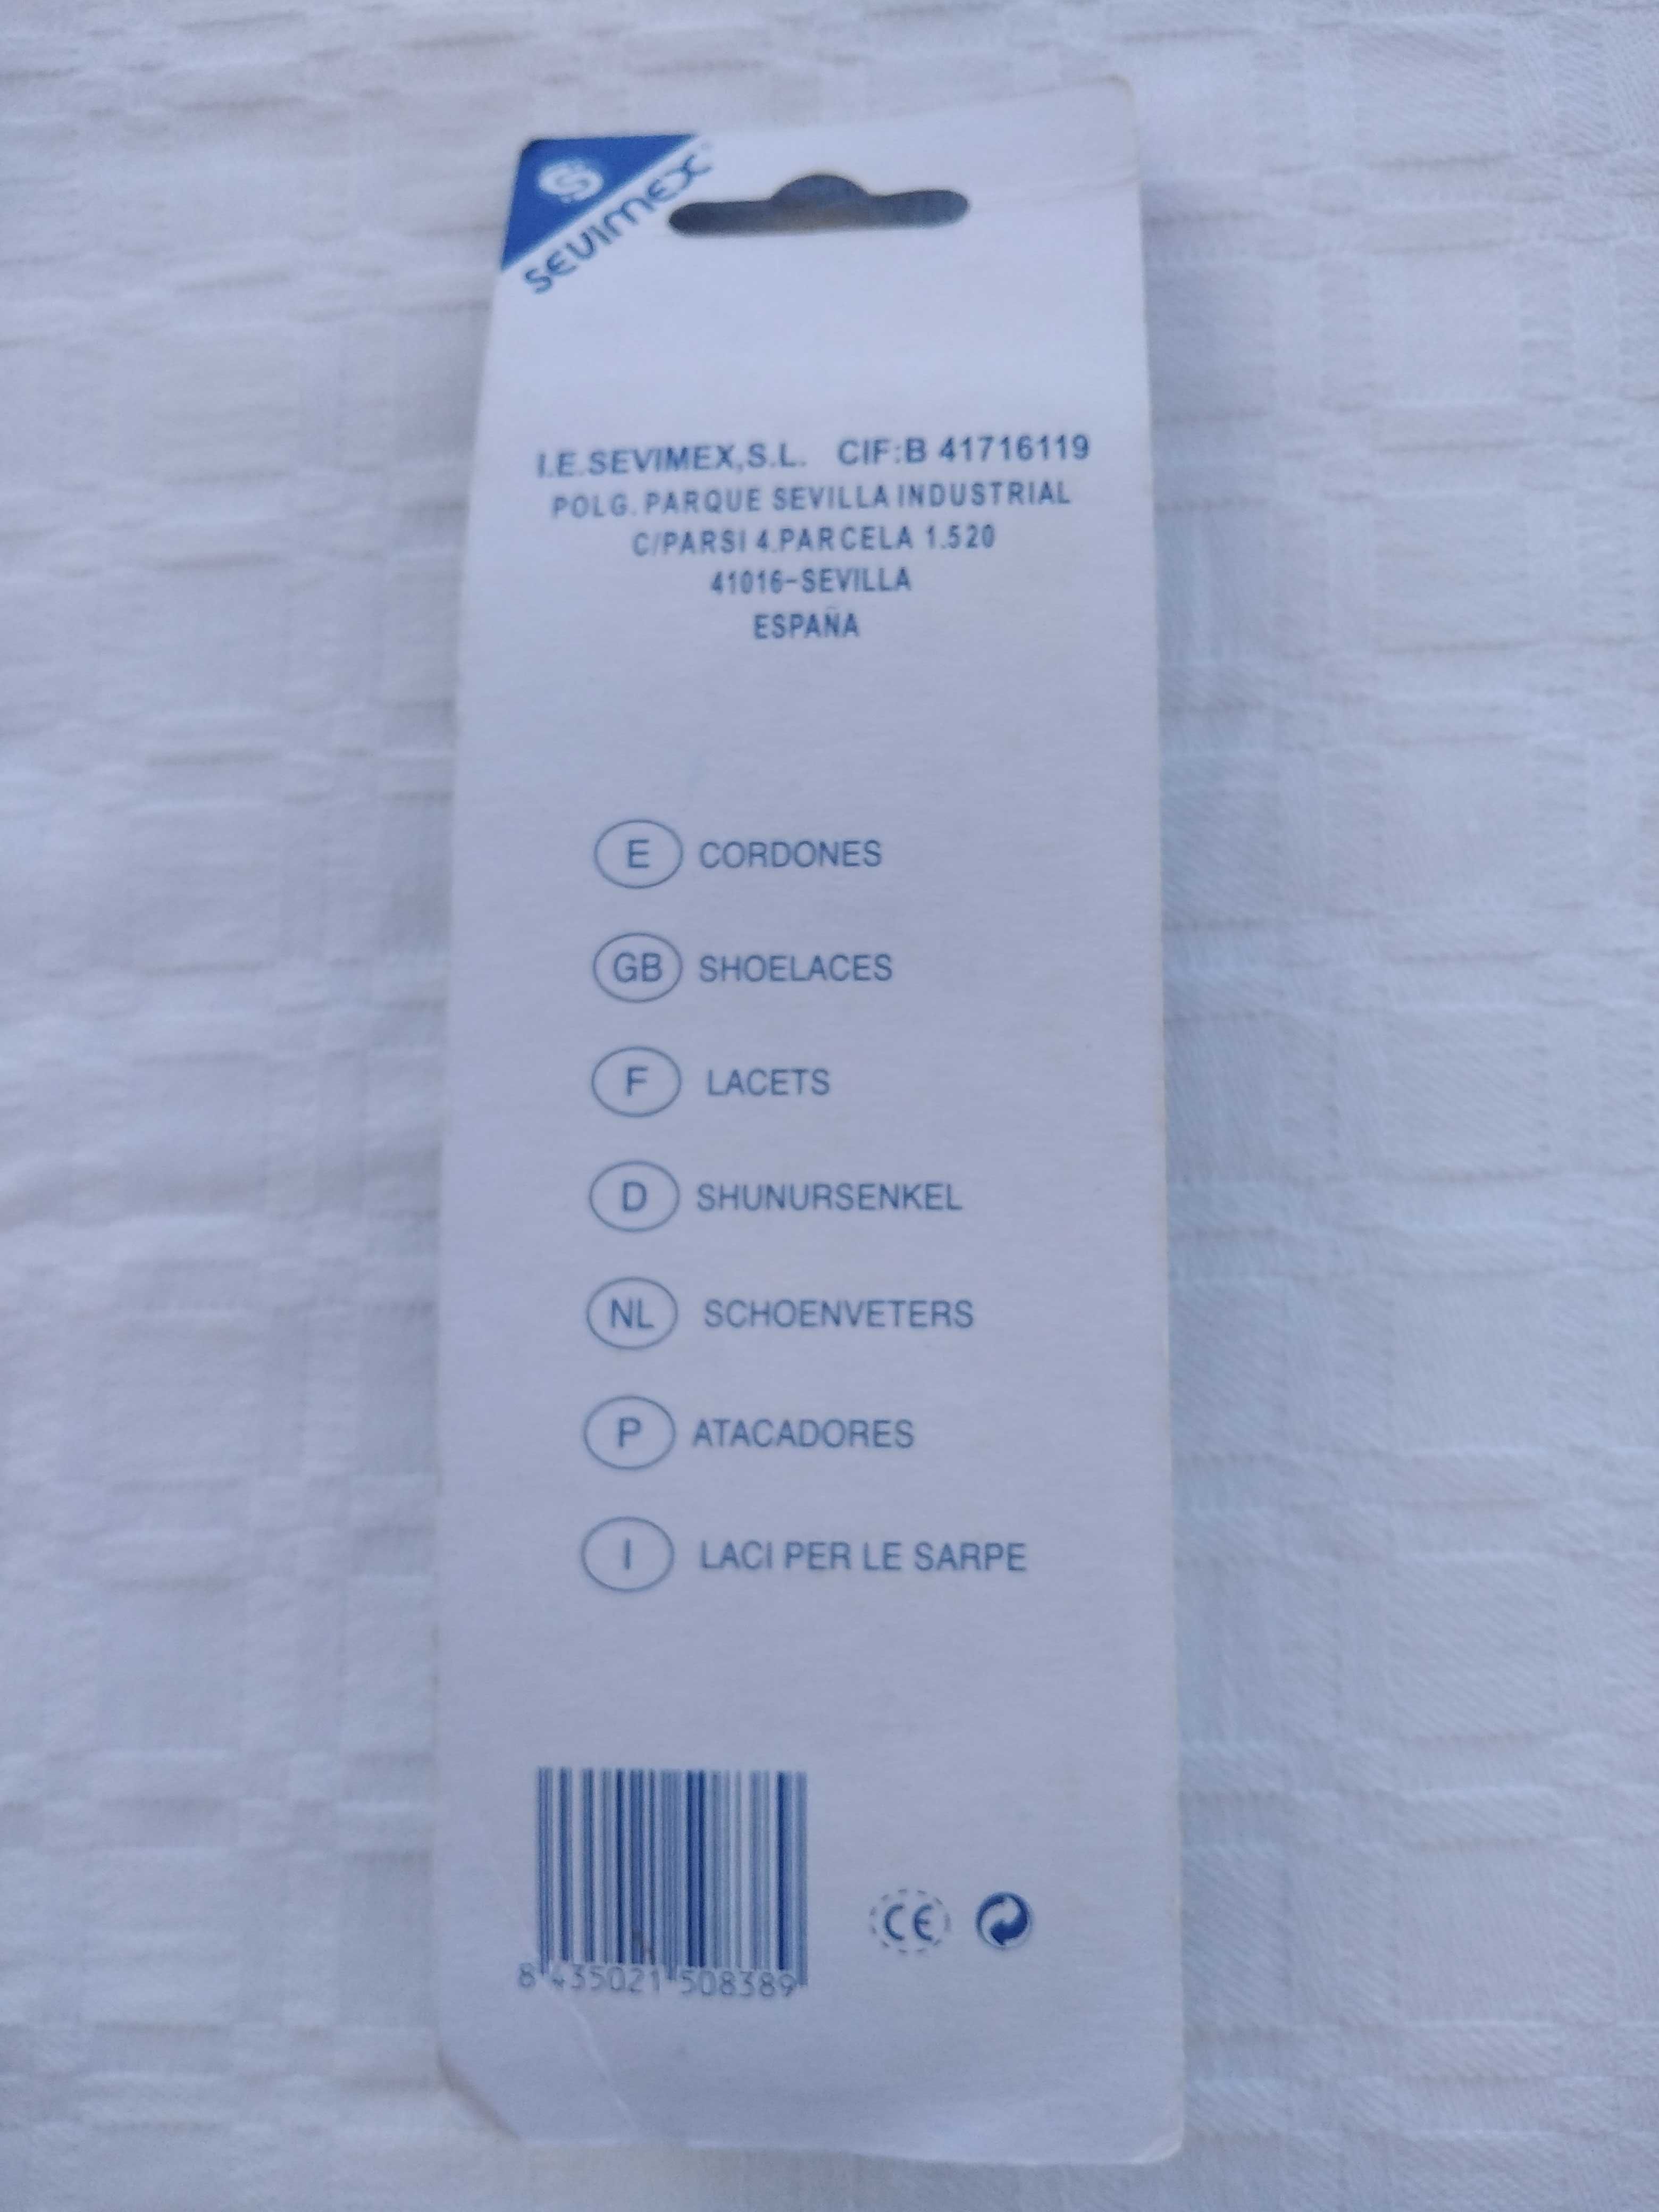 SEVIMEX
I.E.SEVIMEX,S.L. CIF:B 41716119
POLG. PARQUE SEVILLA INDUSTRIAL
C/PARSI 4.PARCELA 1.520
41016-SEVILLA
ESPAÑA
E CORDONES
GB SHOELACES
F LACETS
D SHUNURSENKEL
NL SCHOENVETERS
P ATACADORES
I LACI PER LE SARPE
CE
8 435021 508389